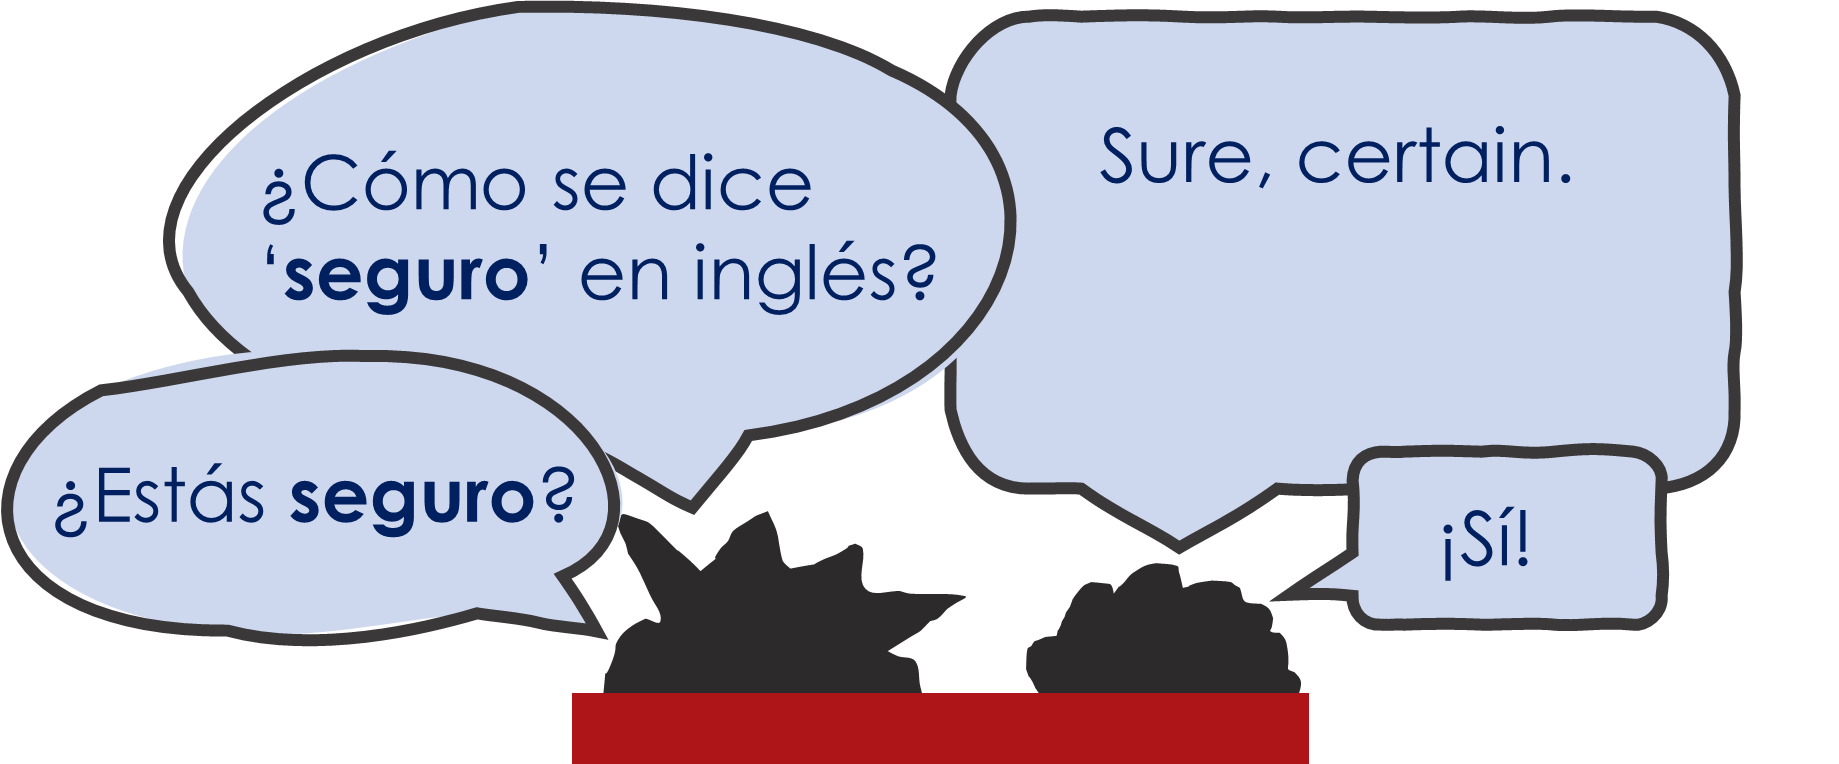 ¿Cómo se dice
‘seguro’ en inglés?
Sure, certain.
¿Estás seguro?
¡Sí!